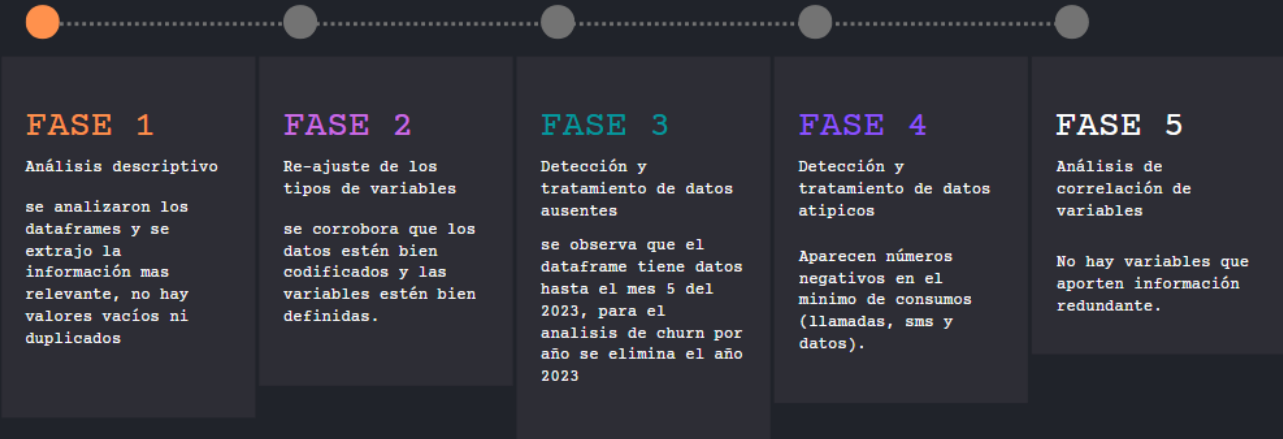 FASE 1
Análisis descriptivo
se analizaron los
dataframes y se
extrajo la
información mas
relevante, no hay
valores vacíos ni
duplicados
FASE 2
Re-ajuste de los
tipos de variables
se corrobora que los
datos estén bien
codificados y las
variables estén bien
definidas.
FASE 3
Detección y
tratamiento de datos
ausentes
se observa que el
dataframe tiene datos
hasta el mes 5 del
2023, para el
analisis de churn por
año se elimina el año
2023
FASE 4
Detección y
tratamiento de datos
atipicos
Aparecen números
negativos en el
minimo de consumos
(llamadas, sms y
datos).
FASE 5
Análisis de
correlación de
variables
No hay variables que
aporten información
redundante.